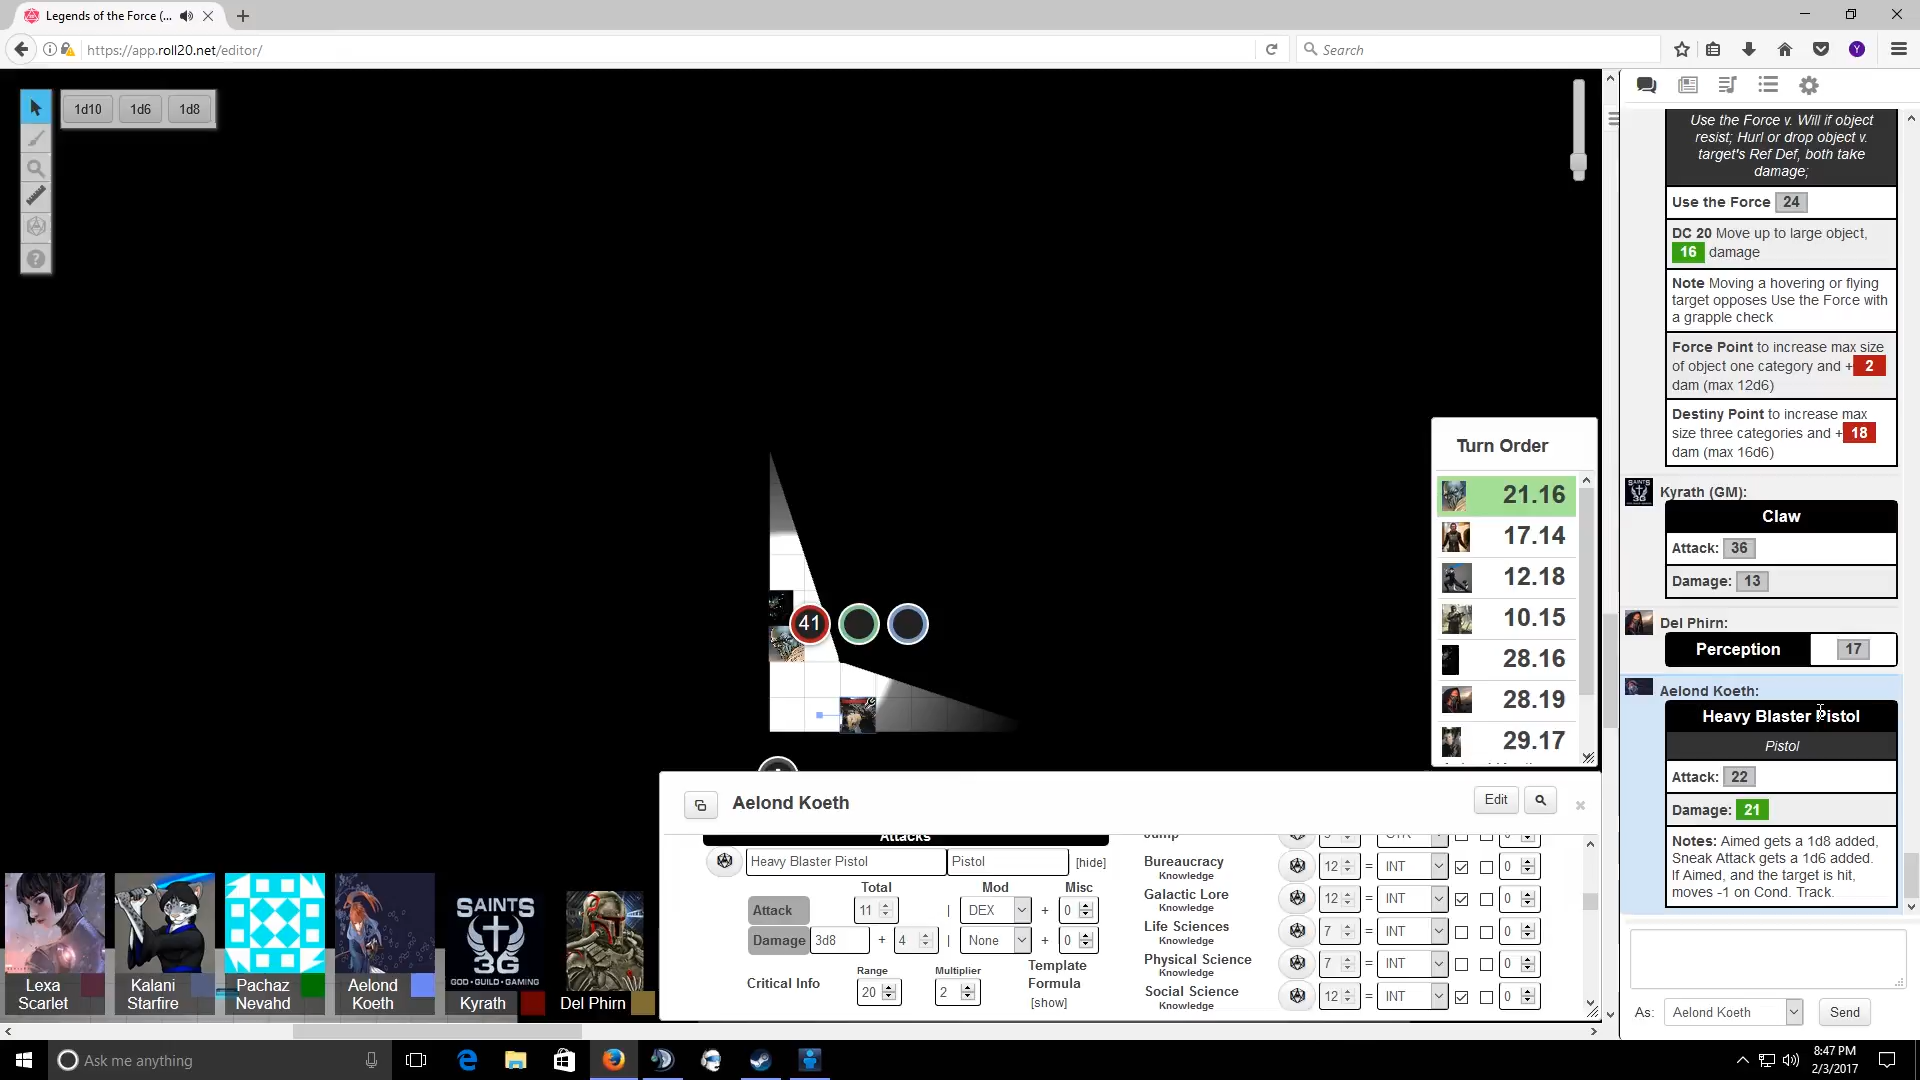 Legends of the Force (...
https://app.roll20.net/editor/
Search
1d10
1d6
1d8
Use the Force v. Will if object
resist; Hurl or drop object v.
target's Ref Def, both take
damage;
Use the Force 24
DC 20 Move up to large object,
16 damage
Note Moving a hovering or flying
target opposes Use the Force with
a grapple check
Force Point to increase max size
of object one category and + 2
dam (max 12d6)
Destiny Point to increase max
size three categories and + 18
dam (max 16d6)
Kyrath (GM):
Claw
Attack: 36
Damage: 13
Del Phirn:
Perception 17
Aelond Koeth:
Heavy Blaster Pistol
Pistol
Attack: 22
Damage: 21
Notes: Aimed gets a 1d8 added,
Sneak Attack gets a 1d6 added.
If Aimed, and the target is hit,
moves -1 on Cond. Track.
As: Aelond Koeth Send
Turn Order
21.16
17.14
12.18
10.15
28.16
28.19
29.17
41
Aelond Koeth
Edit
Attacks
Heavy Blaster Pistol Pistol [hide]
Total Mod Misc
Attack 11 | DEX + 0
Damage 3d8 + 4 | None + 0
Critical Info
Range
20
Multiplier
2
Template
Formula
[show]
Jump
Bureaucracy
Knowledge
12 = INT 0
Galactic Lore
Knowledge
12 = INT 0
Life Sciences
Knowledge
7 = INT 0
Physical Science
Knowledge
7 = INT 0
Social Science
Knowledge
12 = INT 0
Lexa
Scarlet
Kalani
Starfire
Pachaz
Nevahd
Aelond
Koeth
SAINTS
3G
GOD · GUILD · GAMING
Kyrath
Del Phirn
Ask me anything
8:47 PM
2/3/2017